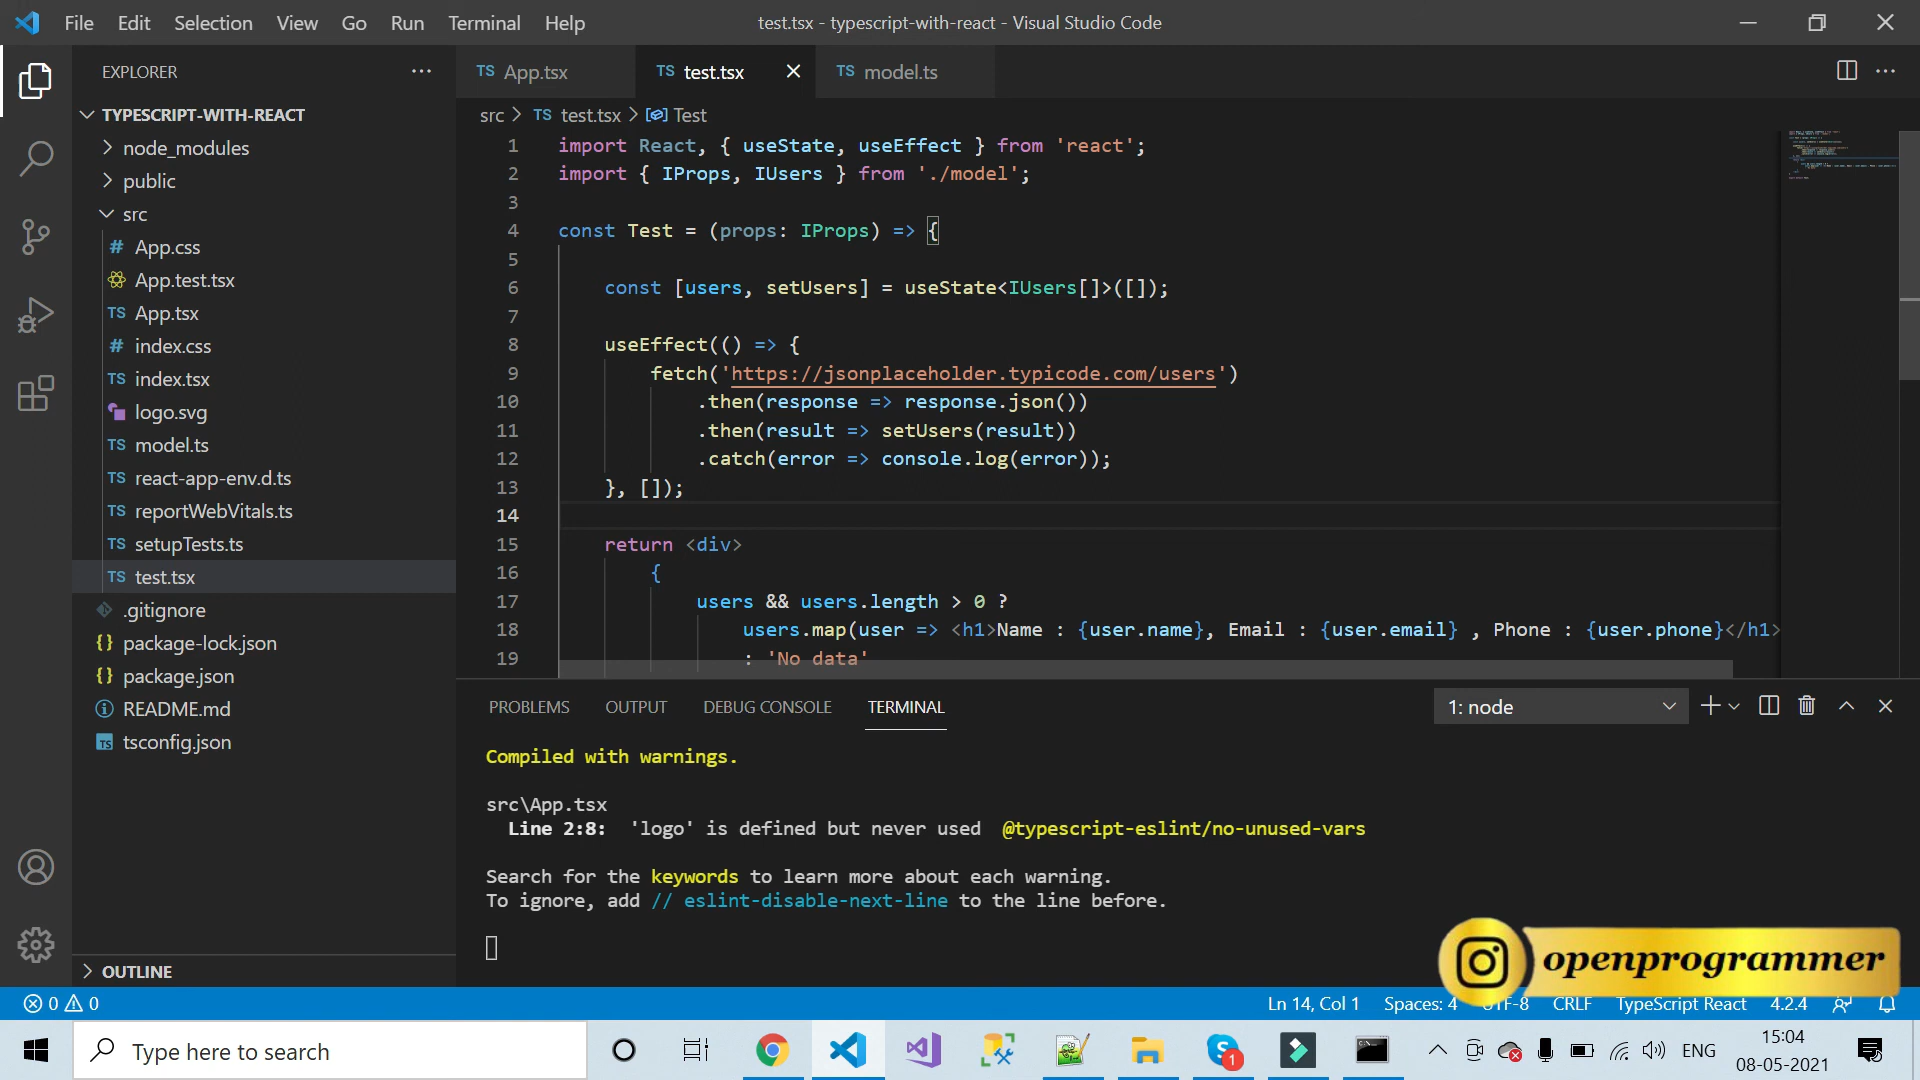 File Edit Selection View Go Run Terminal Help
test.tsx - typescript-with-react - Visual Studio Code
EXPLORER
TYPESCRIPT-WITH-REACT
node_modules
public
src
# App.css
App.test.tsx
TS App.tsx
# index.css
TS index.tsx
logo.svg
TS model.ts
TS react-app-env.d.ts
TS reportWebVitals.ts
TS setupTests.ts
TS test.tsx
.gitignore
{} package-lock.json
{} package.json
README.md
TS tsconfig.json
OUTLINE
TS App.tsx TS test.tsx TS model.ts
src > TS test.tsx > Test
1 import React, { useState, useEffect } from 'react';
2 import { IProps, IUsers } from './model';
3
4 const Test = (props: IProps) => {
5
6 const [users, setUsers] = useState<IUsers[]>([]);
7
8 useEffect(() => {
9 fetch('https://jsonplaceholder.typicode.com/users')
10 .then(response => response.json())
11 .then(result => setUsers(result))
12 .catch(error => console.log(error));
13 }, []);
14
15 return <div>
16 {
17 users && users.length > 0 ?
18 users.map(user => <h1>Name : {user.name}, Email : {user.email} , Phone : {user.phone}</h1>
19 : 'No data'
PROBLEMS OUTPUT DEBUG CONSOLE TERMINAL
1: node
Compiled with warnings.
src\App.tsx
Line 2:8: 'logo' is defined but never used @typescript-eslint/no-unused-vars
Search for the keywords to learn more about each warning.
To ignore, add // eslint-disable-next-line to the line before.
openprogrammer
0 0
Ln 14, Col 1 Spaces: 4 UTF-8 CRLF TypeScript React 4.2.4
Type here to search
1
ENG
15:04
08-05-2021